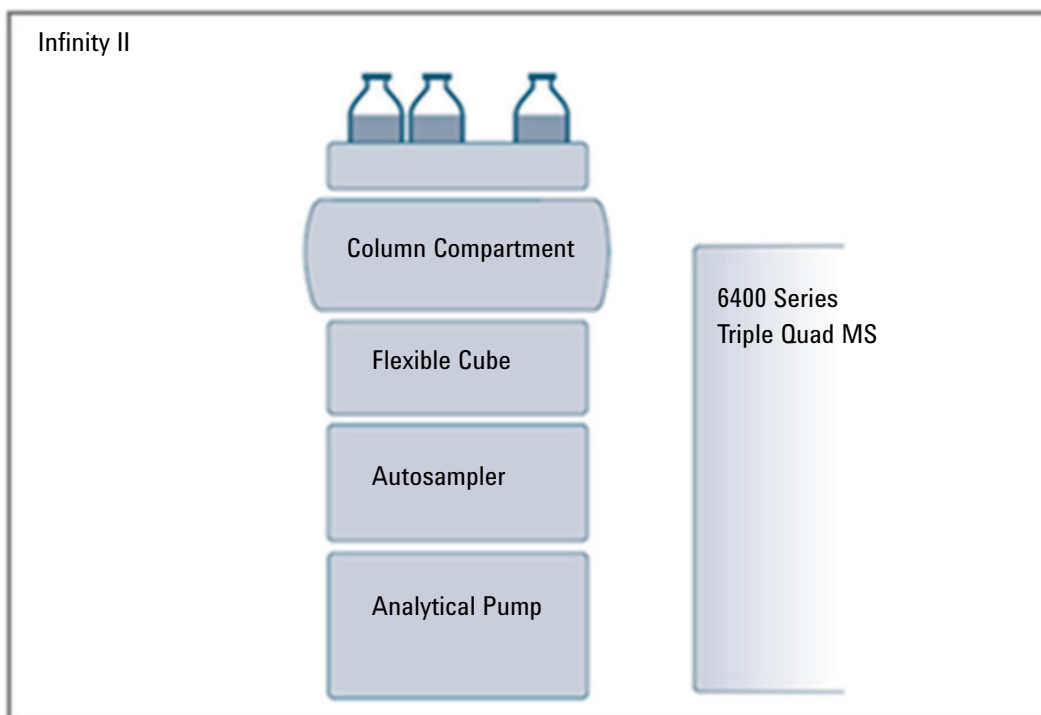 Infinity II
Column Compartment
6400 Series
Triple Quad MS
Flexible Cube
Autosampler
Analytical Pump